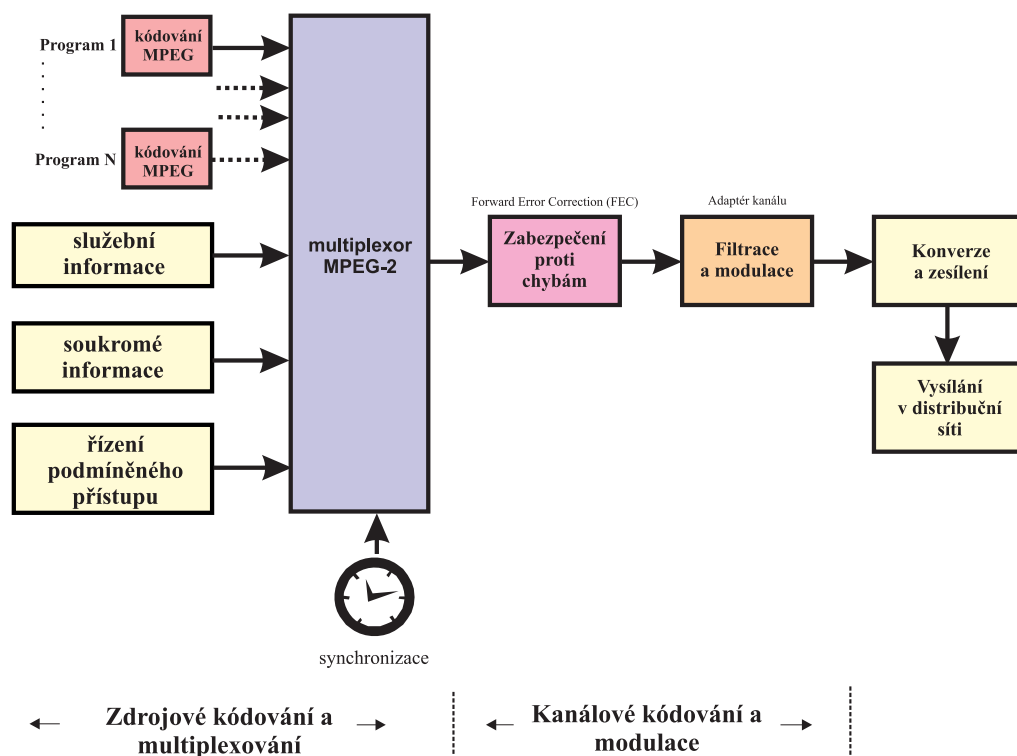 Program 1
kódování
MPEG
Program N
kódování
MPEG
služební
informace
soukromé
informace
řízení
podmíněného
přístupu
multiplexor
MPEG-2
synchronizace
Forward Error Correction (FEC)
Zabezpečení
proti
chybám
Adaptér kanálu
Filtrace
a modulace
Konverze
a zesílení
Vysílání
v distribuční
síti
Zdrojové kódování a
multiplexování
Kanálové kódování a
modulace